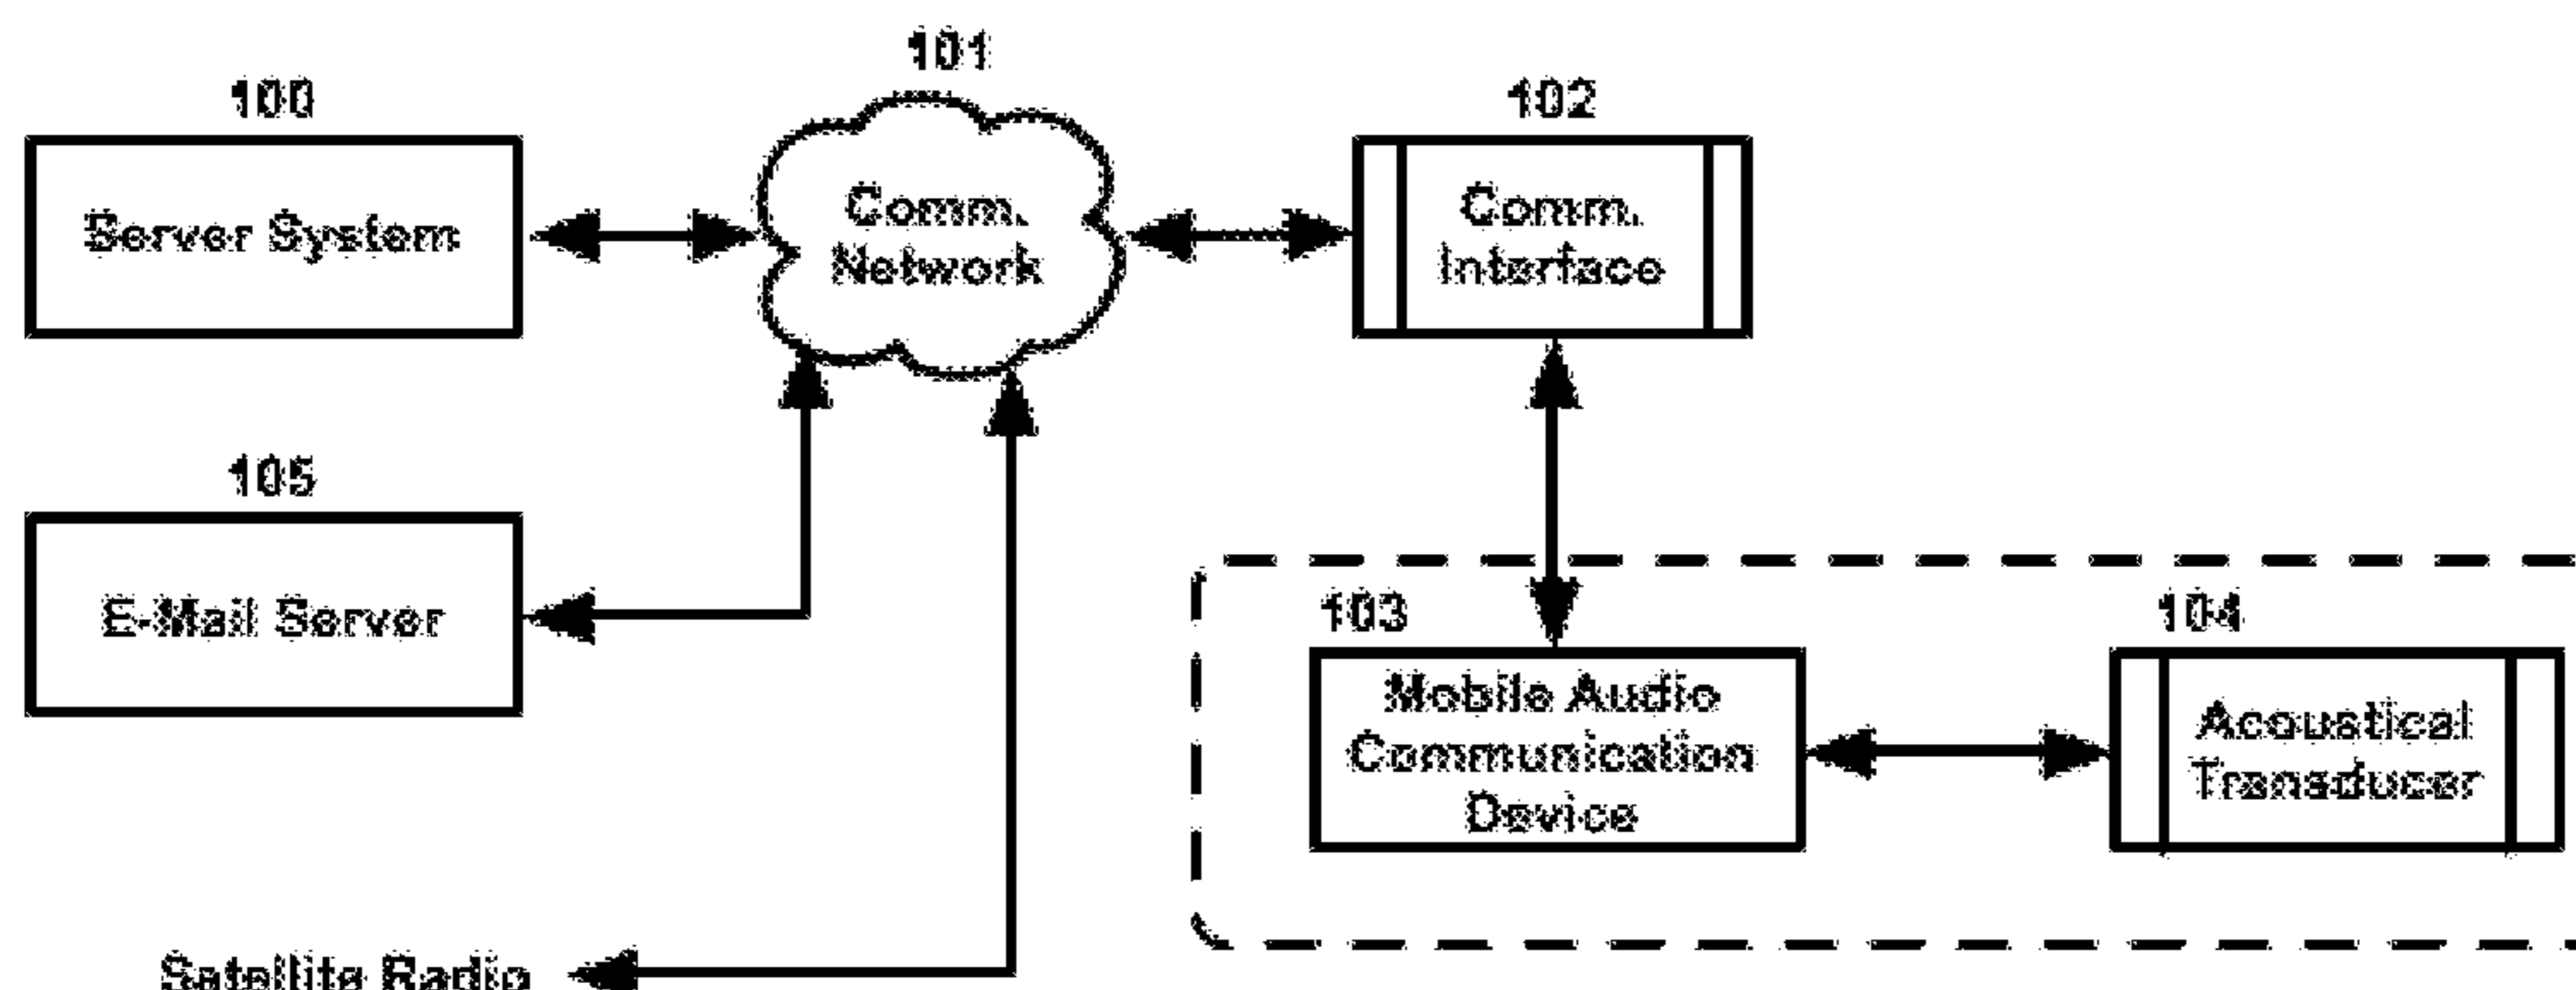 101
100
102
Server System
Comm.
Network
Comm.
Interface
105
E-Mail Server
103
104
Mobile Audio
Communication
Device
Acoustical
Transducer
Satellite Radio